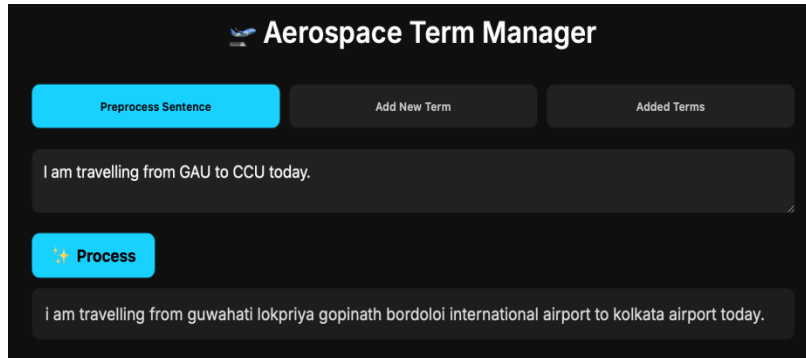 Aerospace Term Manager
Preprocess Sentence
Add New Term
Added Terms
I am travelling from GAU to CCU today.
✨ Process
i am travelling from guwahati lokpriya gopinath bordoloi international airport to kolkata airport today.